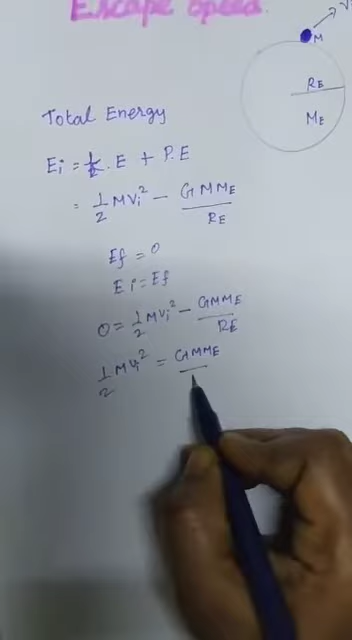 Escape Speed
M
RE
ME
Total Energy
Ei = K.E + P.E
= 1/2 MVi² - GMME/RE
Ef = 0
Ei = Ef
0 = 1/2 MVi² - GMME/RE
1/2 MVi² = GMME